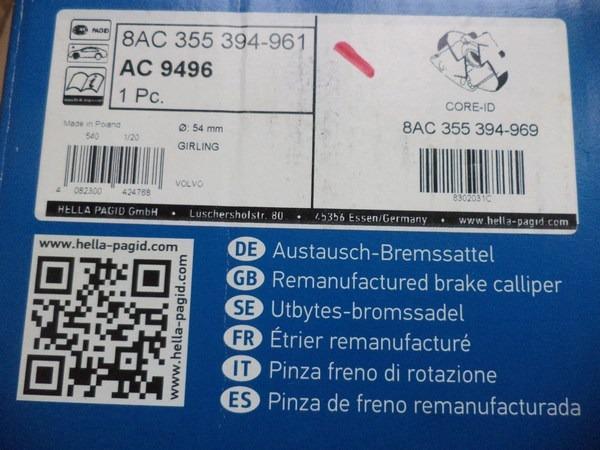 PAGID
8AC 355 394-961
AC 9496
1 Pc.
CORE-ID
8AC 355 394-969
8302031C
Made in Poland
540 1/20
Ø: 54 mm
GIRLING
VOLVO
4 082300 424768
HELLA PAGID GmbH • Lüschershofstr. 80 • 45356 Essen/Germany • www.hella-pagid.com
www.hella-pagid.com
www.hella-pagid.com
DE Austausch-Bremssattel
GB Remanufactured brake calliper
SE Utbytes-bromssadel
FR Étrier remanufacturé
IT Pinza freno di rotazione
ES Pinza de freno remanufacturada